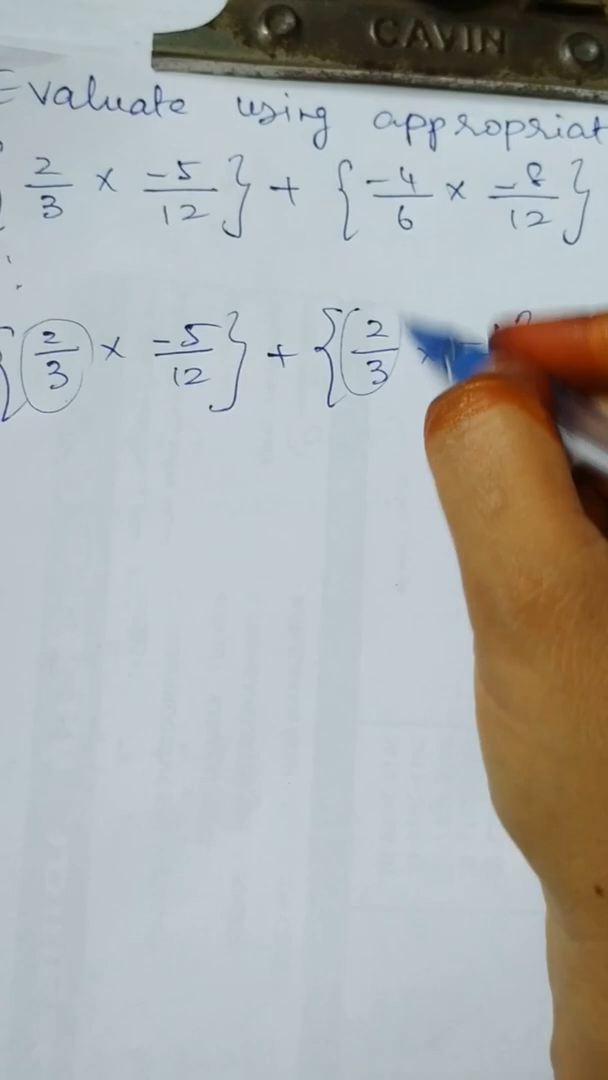 CAVIN
Evaluate using appropriat
{ 2/3 × -5/12 } + { -4/6 × -8/12 }
{ 2/3 × -5/12 } + { 2/3 ×